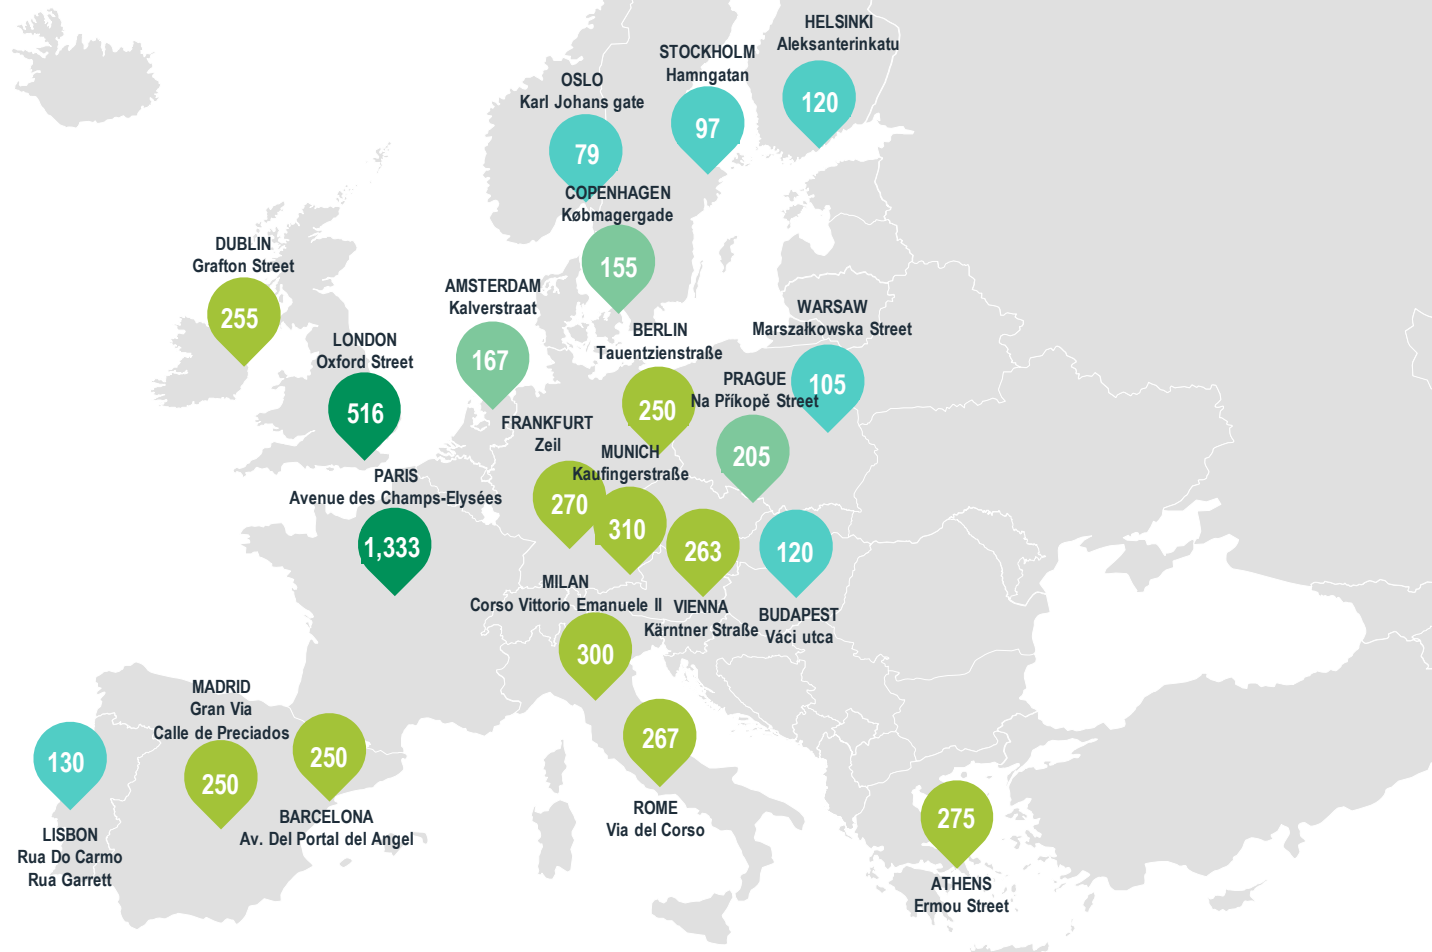 HELSINKI
Aleksanterinkatu
120
STOCKHOLM
Hamngatan
97
OSLO
Karl Johans gate
79
COPENHAGEN
Købmagergade
155
DUBLIN
Grafton Street
255
AMSTERDAM
Kalverstraat
167
LONDON
Oxford Street
516
BERLIN
Tauentzienstraße
250
WARSAW
Marszałkowska Street
105
PRAGUE
Na Příkopě Street
205
FRANKFURT
Zeil
270
MUNICH
Kaufingerstraße
310
PARIS
Avenue des Champs-Elysées
1,333
263
VIENNA
Kärntner Straße
120
BUDAPEST
Váci utca
MILAN
Corso Vittorio Emanuele II
300
MADRID
Gran Via
Calle de Preciados
250
250
BARCELONA
Av. Del Portal del Angel
130
LISBON
Rua Do Carmo
Rua Garrett
267
ROME
Via del Corso
275
ATHENS
Ermou Street